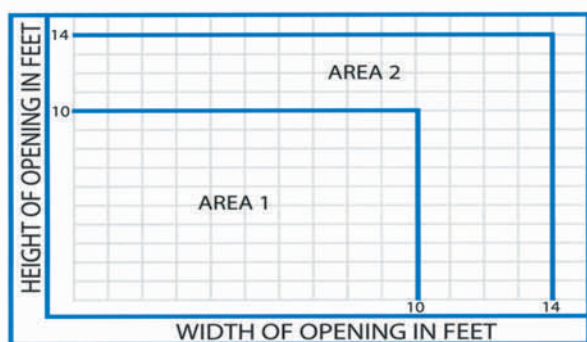 HEIGHT OF OPENING IN FEET
14
AREA 2
10
AREA 1
10 14
WIDTH OF OPENING IN FEET